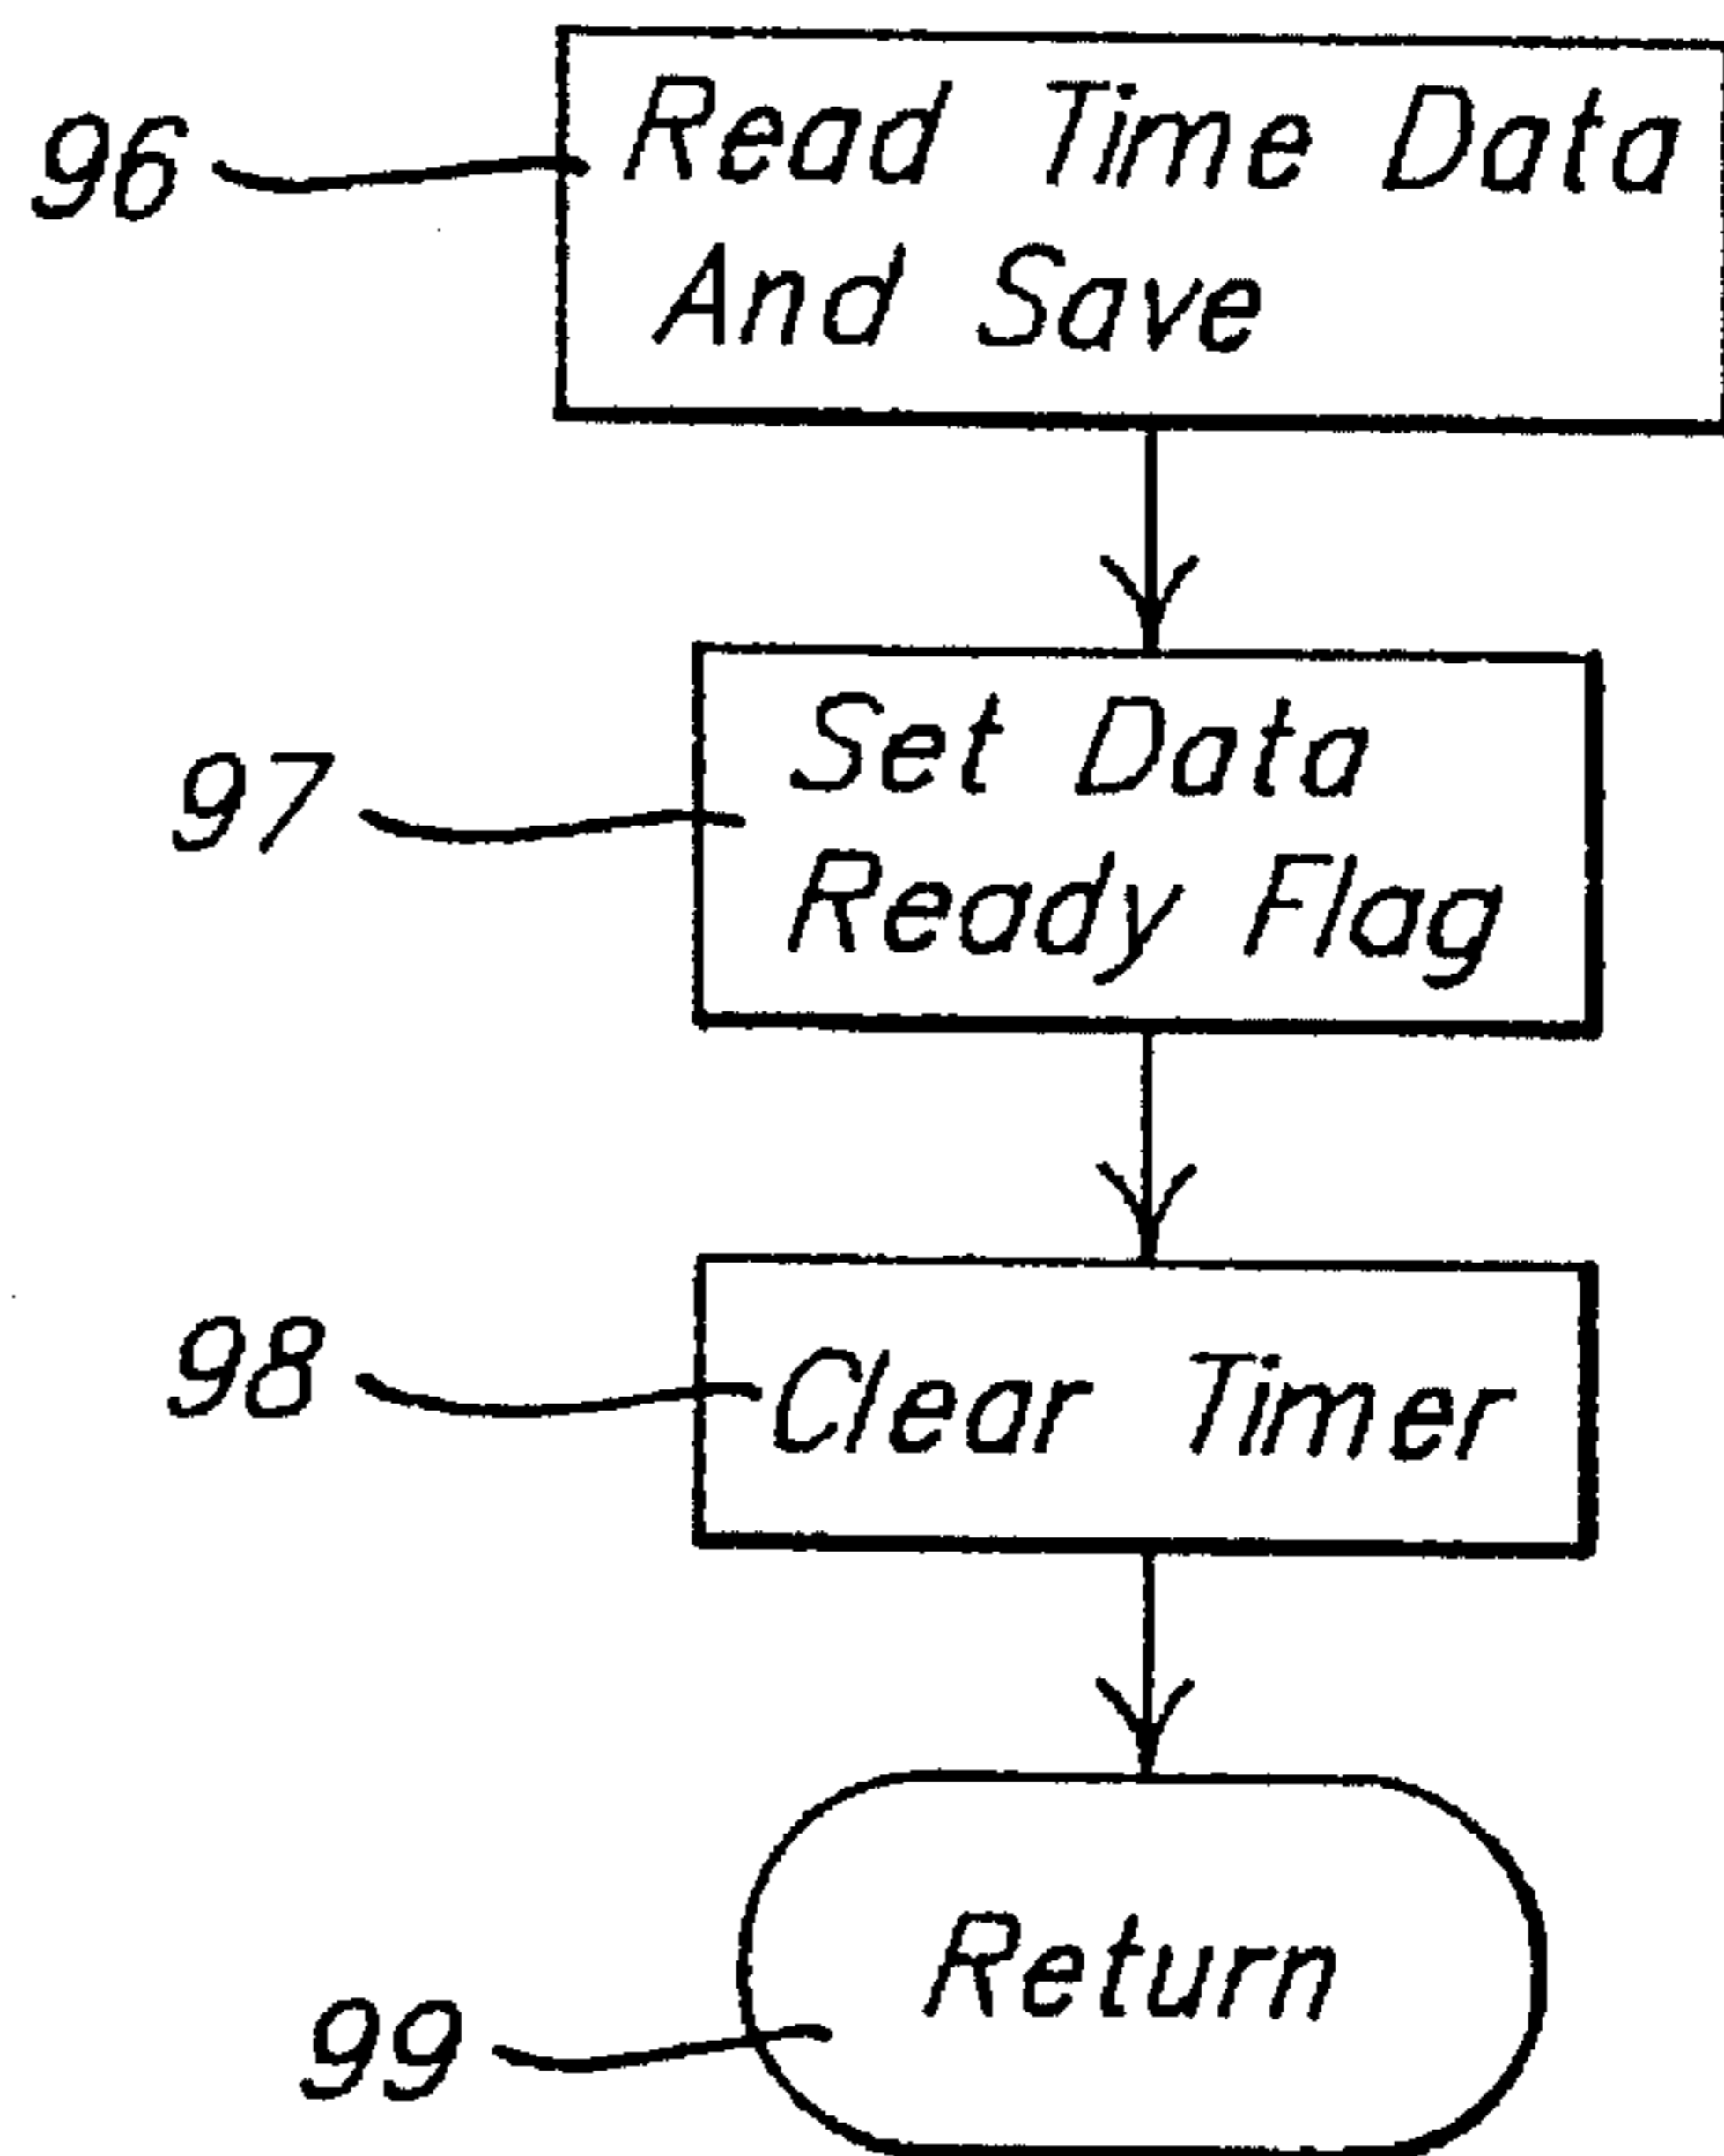 96
Read Time Data
And Save
97
Set Data
Ready Flag
98
Clear Timer
99
Return